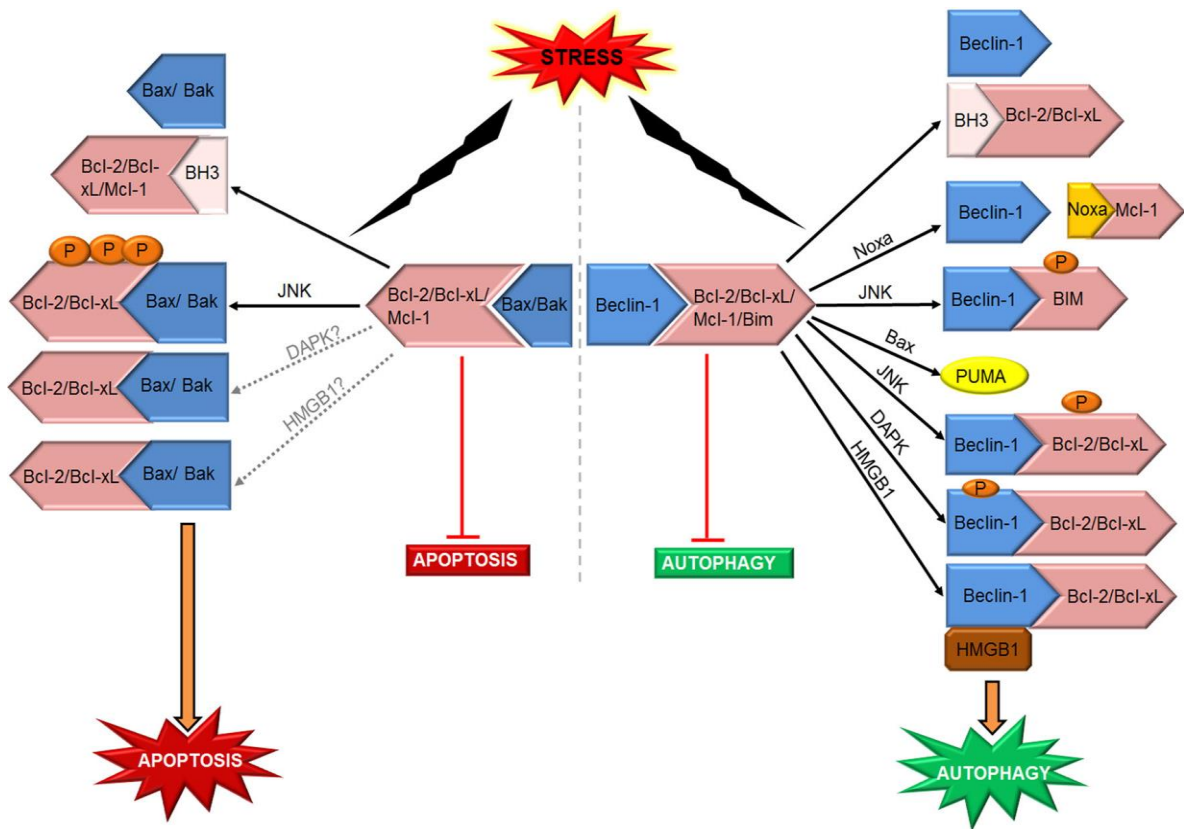 STRESS
Bax/ Bak
Bcl-2/Bcl-
xL/Mcl-1
BH3
P
P
P
Bcl-2/Bcl-xL
Bax/ Bak
JNK
DAPK?
HMGB1?
Bcl-2/Bcl-xL
Bax/ Bak
Bcl-2/Bcl-xL
Bax/ Bak
APOPTOSIS
Bcl-2/Bcl-xL/
Mcl-1
Bax/Bak
APOPTOSIS
Beclin-1
Bcl-2/Bcl-xL/
Mcl-1/Bim
AUTOPHAGY
Beclin-1
BH3
Bcl-2/Bcl-xL
Noxa
Beclin-1
Noxa
Mcl-1
JNK
P
Beclin-1
BIM
Bax
PUMA
JNK
P
Beclin-1
Bcl-2/Bcl-xL
DAPK
P
Beclin-1
Bcl-2/Bcl-xL
HMGB1
Beclin-1
Bcl-2/Bcl-xL
HMGB1
AUTOPHAGY